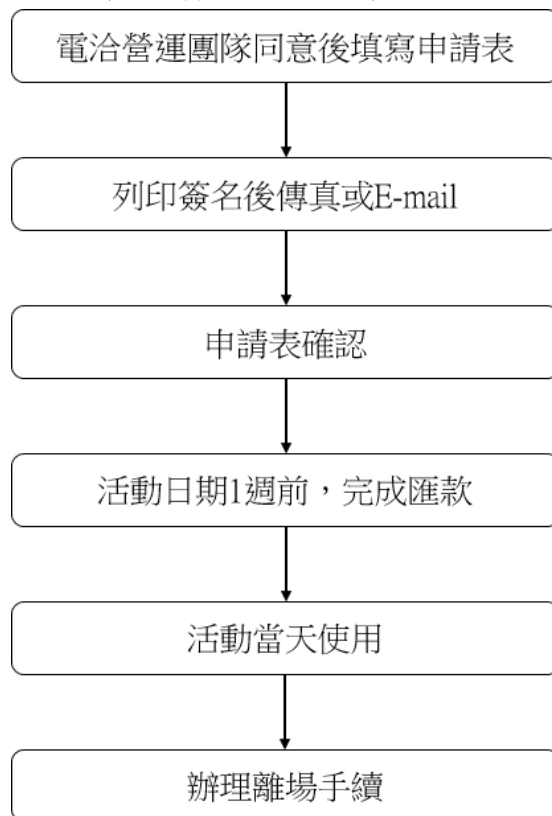 電洽營運團隊同意後填寫申請表
列印簽名後傳真或E-mail
申請表確認
活動日期1週前，完成匯款
活動當天使用
辦理離場手續